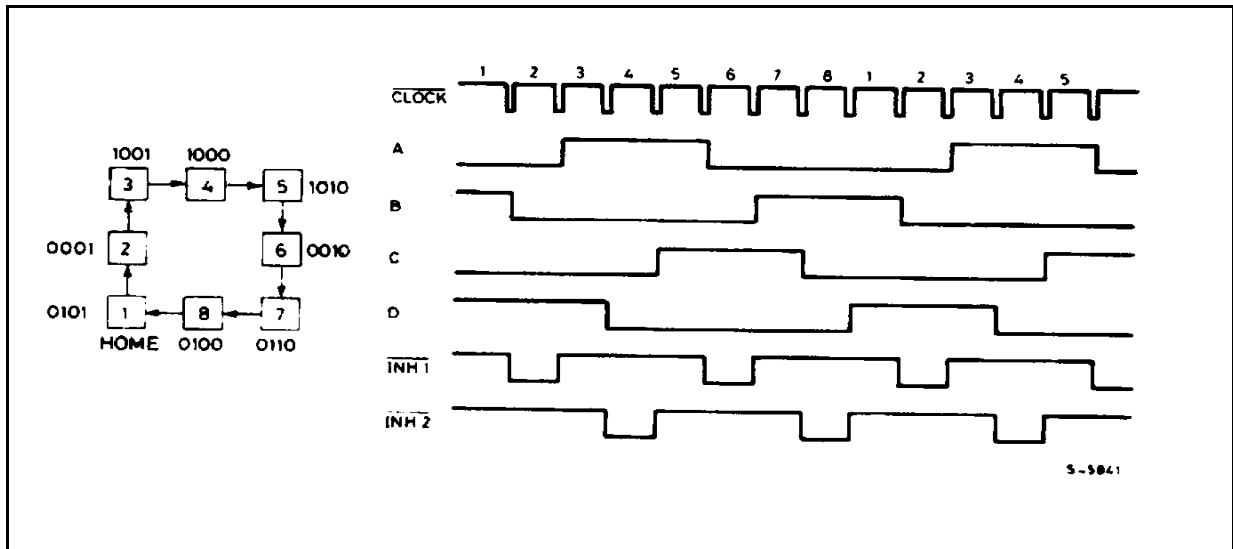 1 2 3 4 5 6 7 8 1 2 3 4 5
CLOCK
A
B
C
D
INH 1
INH 2
1001 1000
3 4 5 1010
0001 2 6 0010
0101 1 8 7
HOME 0100 0110
S-5841